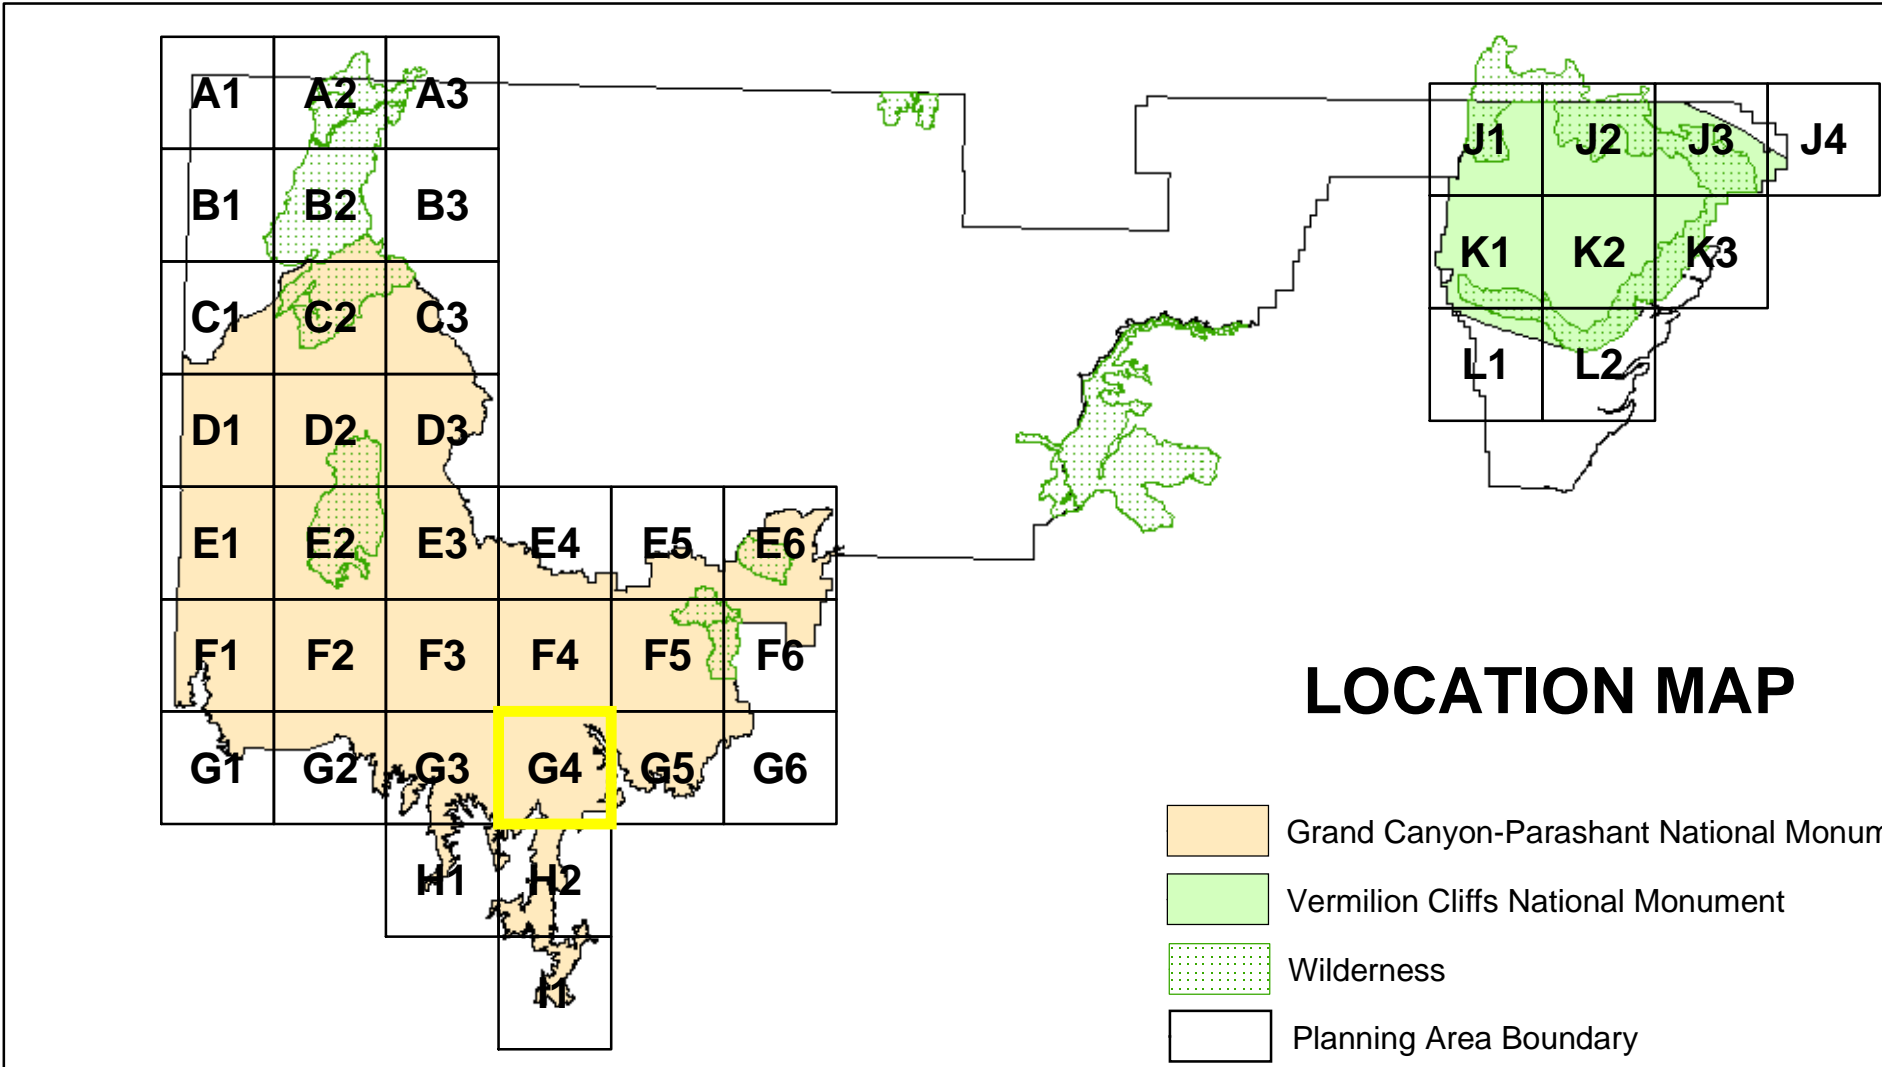 A1 A2 A3
J1 J2 J3 J4
B1 B2 B3
K1 K2 K3
C1 C2 C3
L1 L2
D1 D2 D3
E1 E2 E3 E4 E5 E6
F1 F2 F3 F4 F5 F6
LOCATION MAP
G1 G2 G3 G4 G5 G6
Grand Canyon-Parashant National Monum
H1 H2
Vermilion Cliffs National Monument
Wilderness
I1
Planning Area Boundary